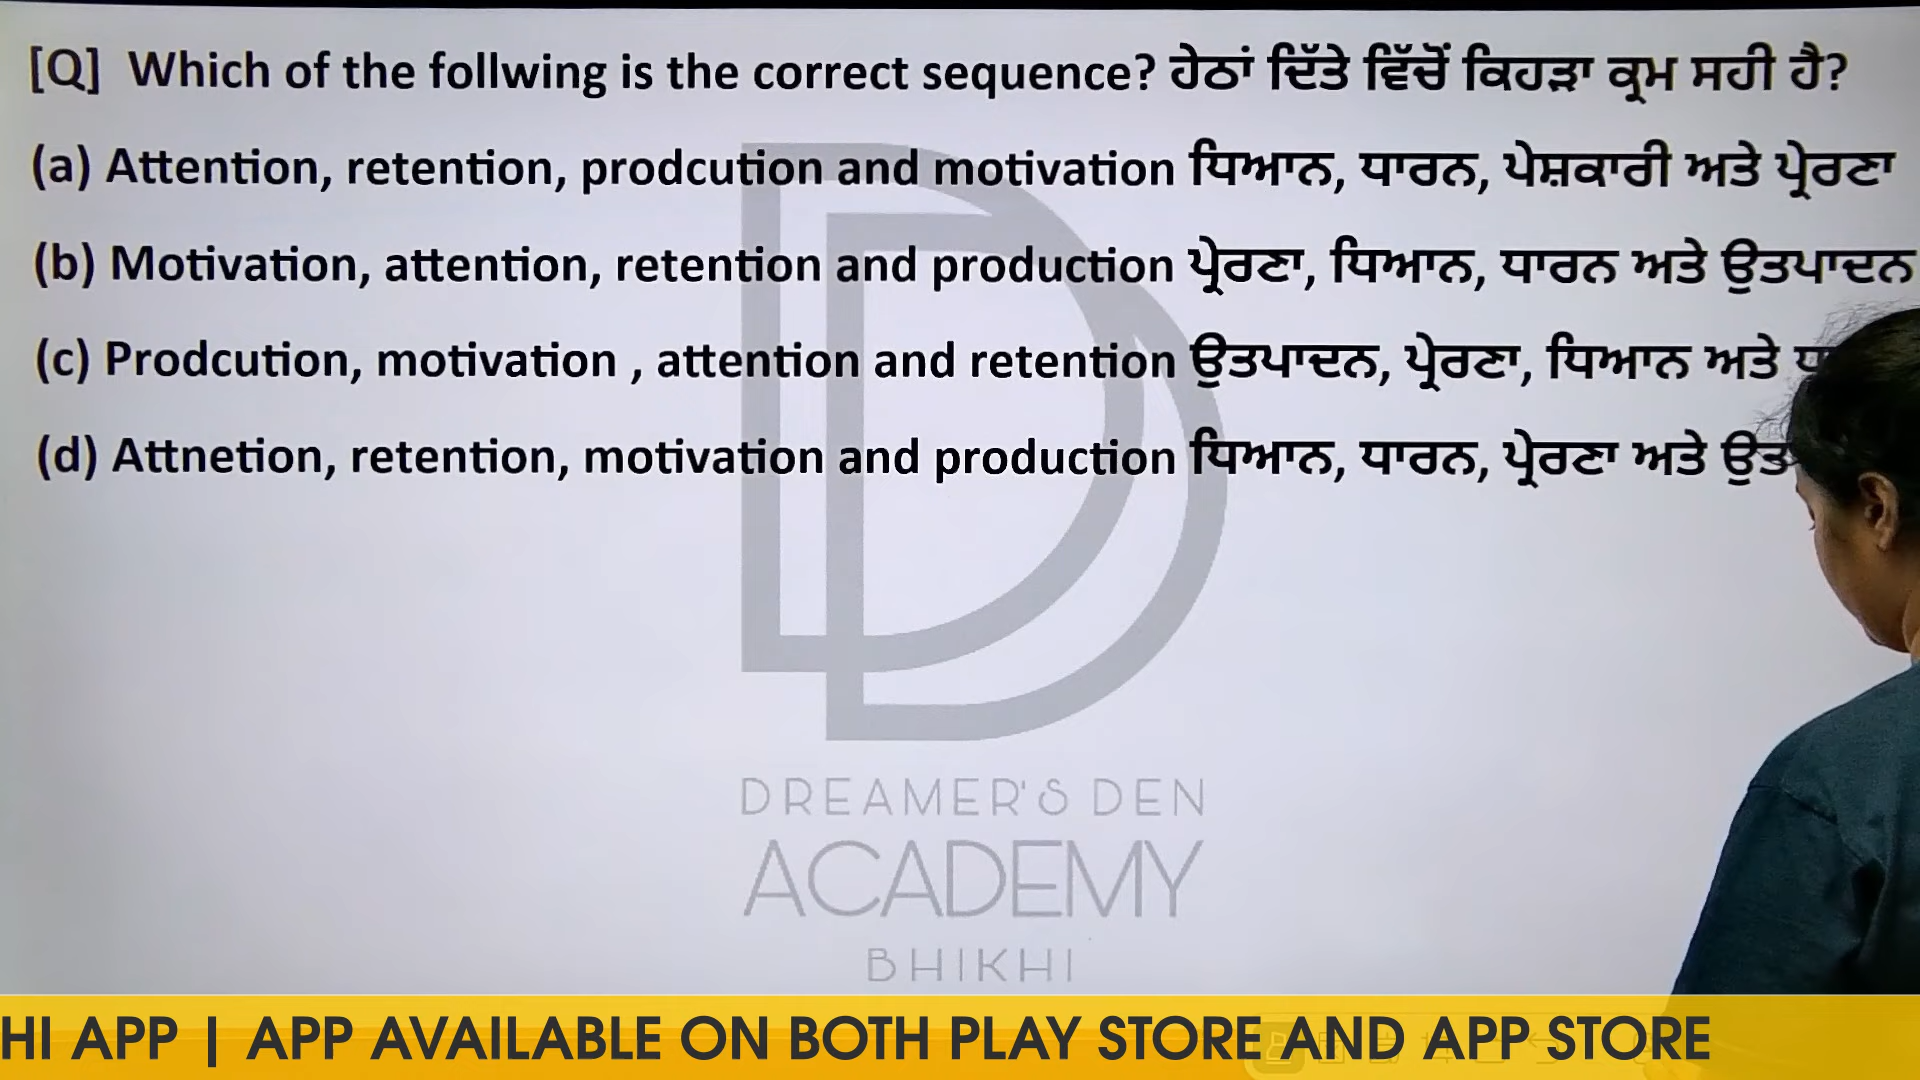 [Q] Which of the follwing is the correct sequence? ਹੇਠਾਂ ਦਿੱਤੇ ਵਿੱਚੋਂ ਕਿਹੜਾ ਕ੍ਰਮ ਸਹੀ ਹੈ?
(a) Attention, retention, prodcution and motivation ਧਿਆਨ, ਧਾਰਨ, ਪੇਸ਼ਕਾਰੀ ਅਤੇ ਪ੍ਰੇਰਣਾ
(b) Motivation, attention, retention and production ਪ੍ਰੇਰਣਾ, ਧਿਆਨ, ਧਾਰਨ ਅਤੇ ਉਤਪਾਦਨ
(c) Prodcution, motivation , attention and retention ਉਤਪਾਦਨ, ਪ੍ਰੇਰਣਾ, ਧਿਆਨ ਅਤੇ
(d) Attnetion, retention, motivation and production ਧਿਆਨ, ਧਾਰਨ, ਪ੍ਰੇਰਣਾ ਅਤੇ
DREAMER'S DEN
ACADEMY
BHIKHI
HI APP | APP AVAILABLE ON BOTH PLAY STORE AND APP STORE